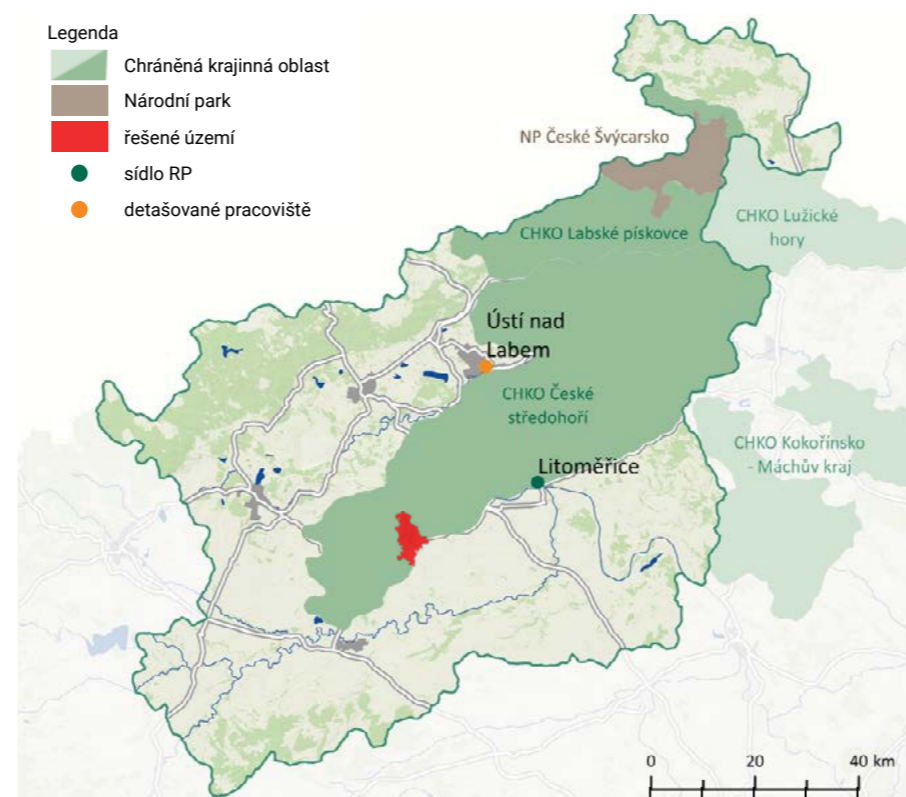 Legenda
Chráněná krajinná oblast
Národní park
řešené území
sídlo RP
detašované pracoviště
NP České Švýcarsko
CHKO Lužické
hory
CHKO Labské pískovce
Ústí nad
Labem
CHKO České
středohoří
CHKO Kokořínsko
- Máchův kraj
Litoměřice
0 20 40 km